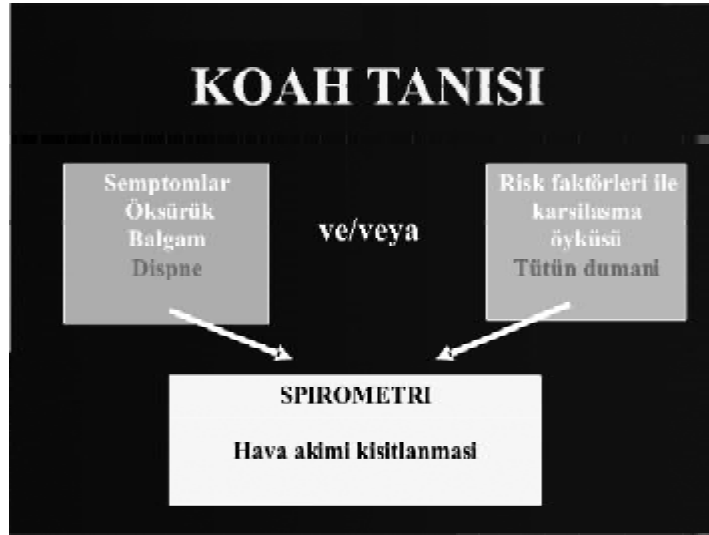 KOAH TANISI
Semptomlar
Öksürük
Balgam
Dispne
ve/veya
Risk faktörleri ile
karsilasma
öyküsü
Tütün dumani
SPIROMETRI
Hava akimi kisitlanmasi